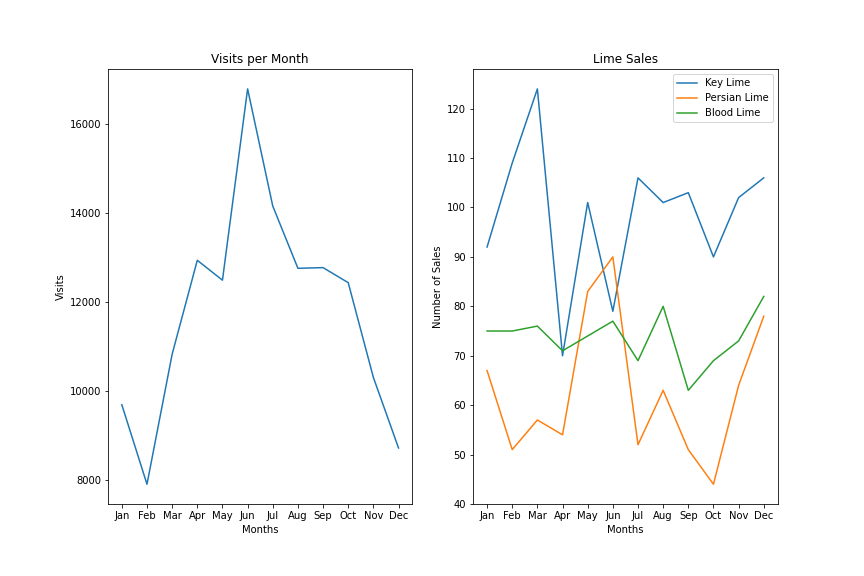 Visits per Month
16000
14000
12000
10000
8000
Visits
Jan Feb Mar Apr May Jun Jul Aug Sep Oct Nov Dec
Months
Lime Sales
Key Lime
Persian Lime
Blood Lime
120
110
100
90
80
70
60
50
40
Number of Sales
Jan Feb Mar Apr May Jun Jul Aug Sep Oct Nov Dec
Months